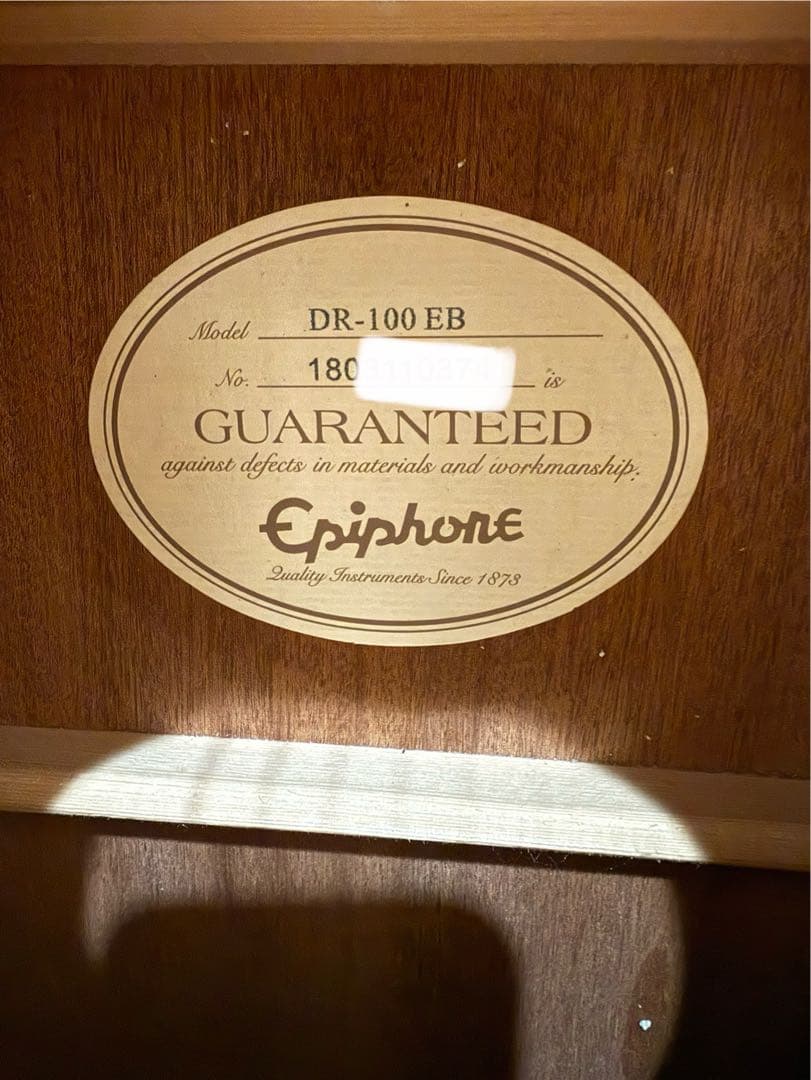 Model DR-100 EB
No. 180 is
GUARANTEED
against defects in materials and workmanship.
Epiphone
Quality Instruments Since 1873